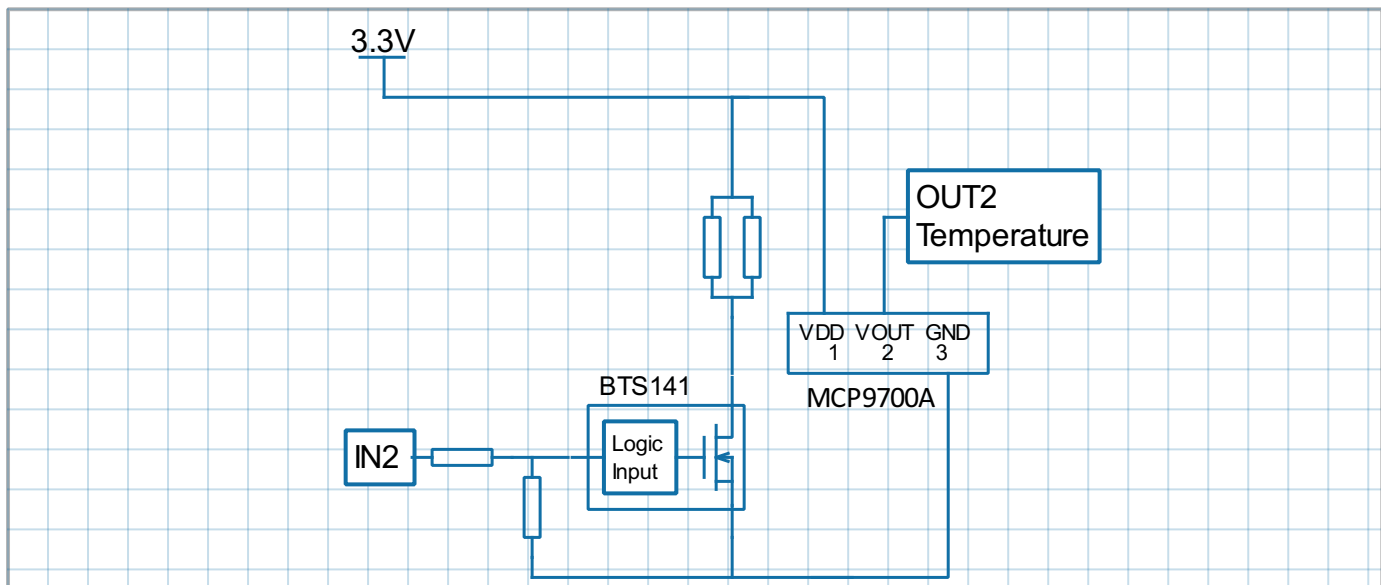 3.3V
OUT2
Temperature
VDD VOUT GND
1 2 3
MCP9700A
BTS141
IN2
Logic
Input